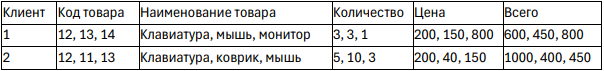 Клиент Код товара Наименование товара Количество Цена Всего
1 12, 13, 14 Клавиатура, мышь, монитор 3, 3, 1 200, 150, 800 600, 450, 800
2 12, 11, 13 Клавиатура, коврик, мышь 5, 10, 3 200, 40, 150 1000, 400, 450